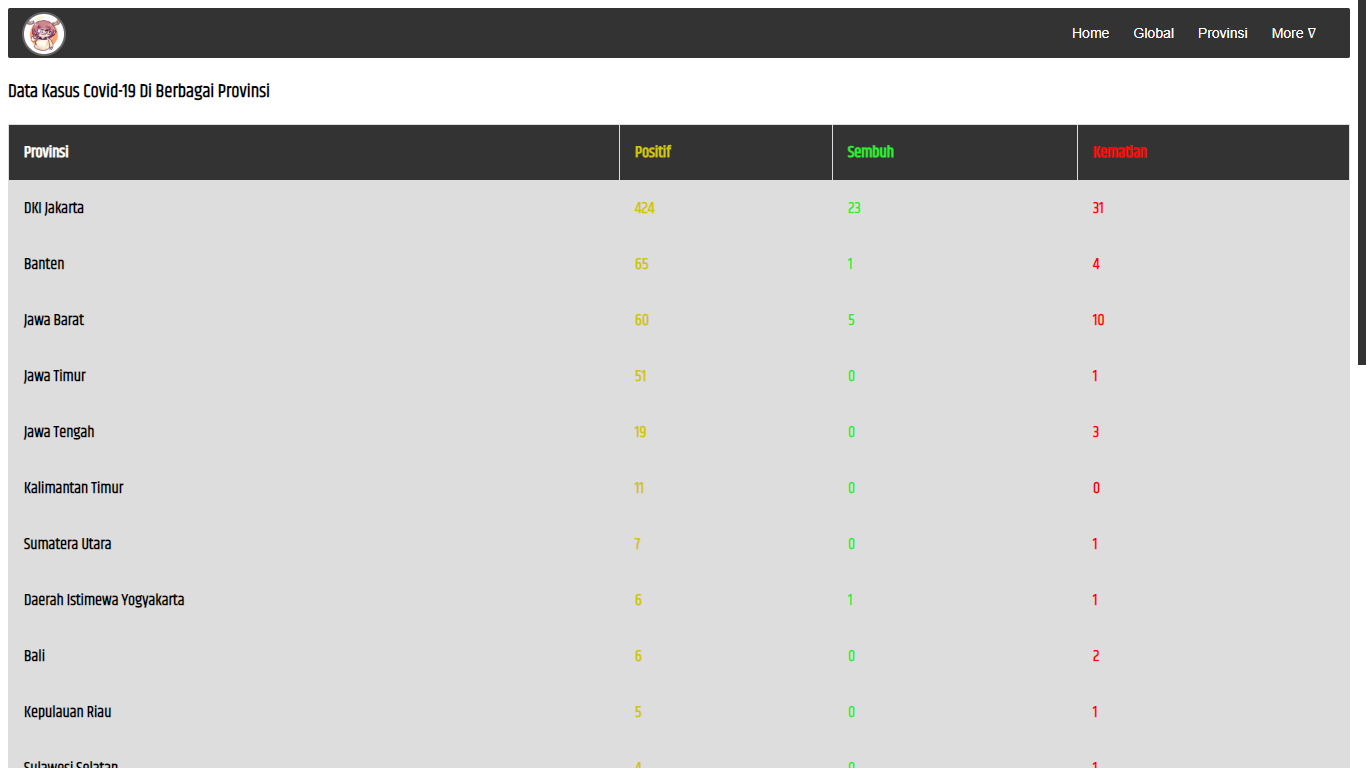 Home Global Provinsi More ∇
Data Kasus Covid-19 Di Berbagai Provinsi
Provinsi Positif Sembuh Kematian
DKI Jakarta 424 23 31
Banten 65 1 4
Jawa Barat 60 5 10
Jawa Timur 51 0 1
Jawa Tengah 19 0 3
Kalimantan Timur 11 0 0
Sumatera Utara 7 0 1
Daerah Istimewa Yogyakarta 6 1 1
Bali 6 0 2
Kepulauan Riau 5 0 1
Sulawesi Selatan 4 0 1